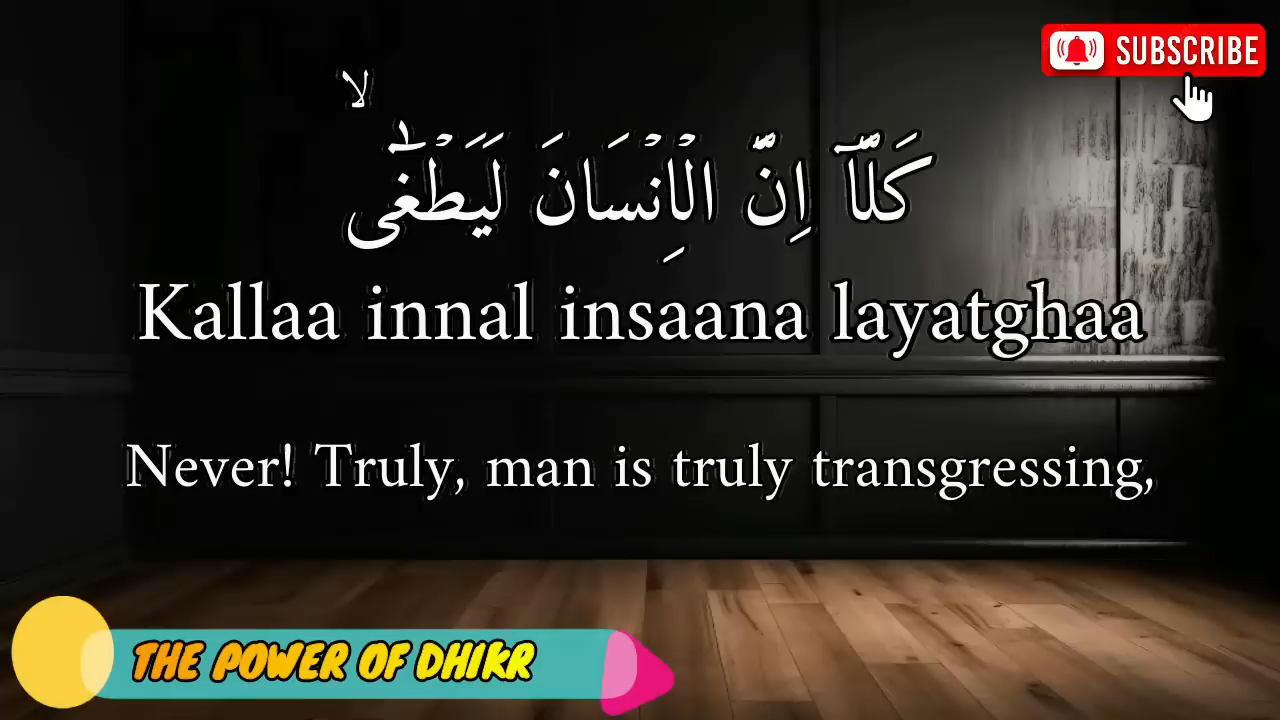 SUBSCRIBE
كَلَّآ اِنَّ الْاِنْسَانَ لَيَطْغٰٓىۙ
Kallaa innal insaana layatghaa
Never! Truly, man is truly transgressing,
THE POWER OF DHIKR